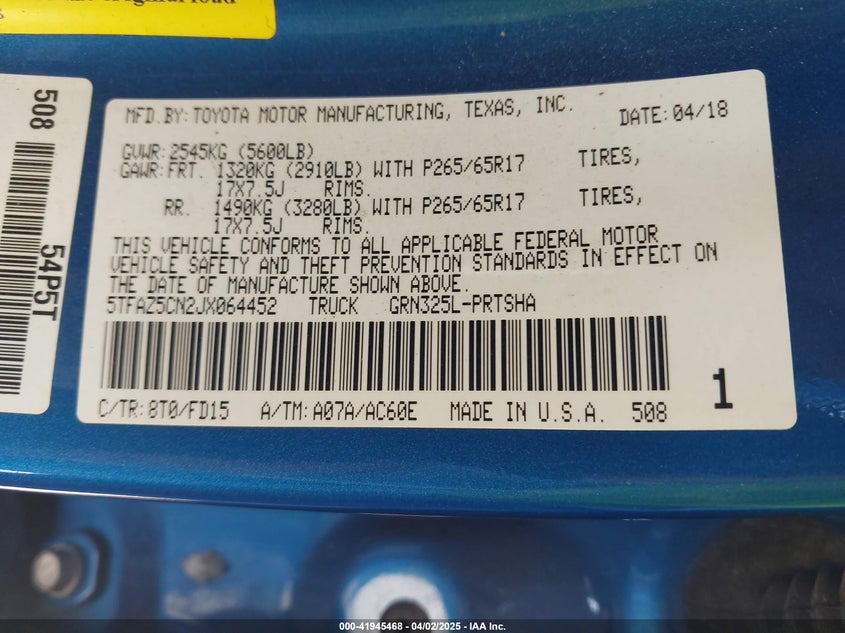 508
54P5T
MFD.BY:TOYOTA MOTOR MANUFACTURING, TEXAS, INC. DATE:04/18
GVWR:2545KG (5600LB)
GAWR:FRT. 1320KG (2910LB) WITH P265/65R17 TIRES,
17X7.5J RIMS.
RR. 1490KG (3280LB) WITH P265/65R17 TIRES,
17X7.5J RIMS.
THIS VEHICLE CONFORMS TO ALL APPLICABLE FEDERAL MOTOR
VEHICLE SAFETY AND THEFT PREVENTION STANDARDS IN EFFECT ON
THE DATE OF MANUFACTURE SHOWN ABOVE.
5TFAZ5CN2JX064452 TRUCK GRN325L-PRTSHA
C/TR:8T0/FD15 A/TM:A07A/AC60E MADE IN U.S.A. 508
1
000-41945468 - 04/02/2025 - IAA Inc.